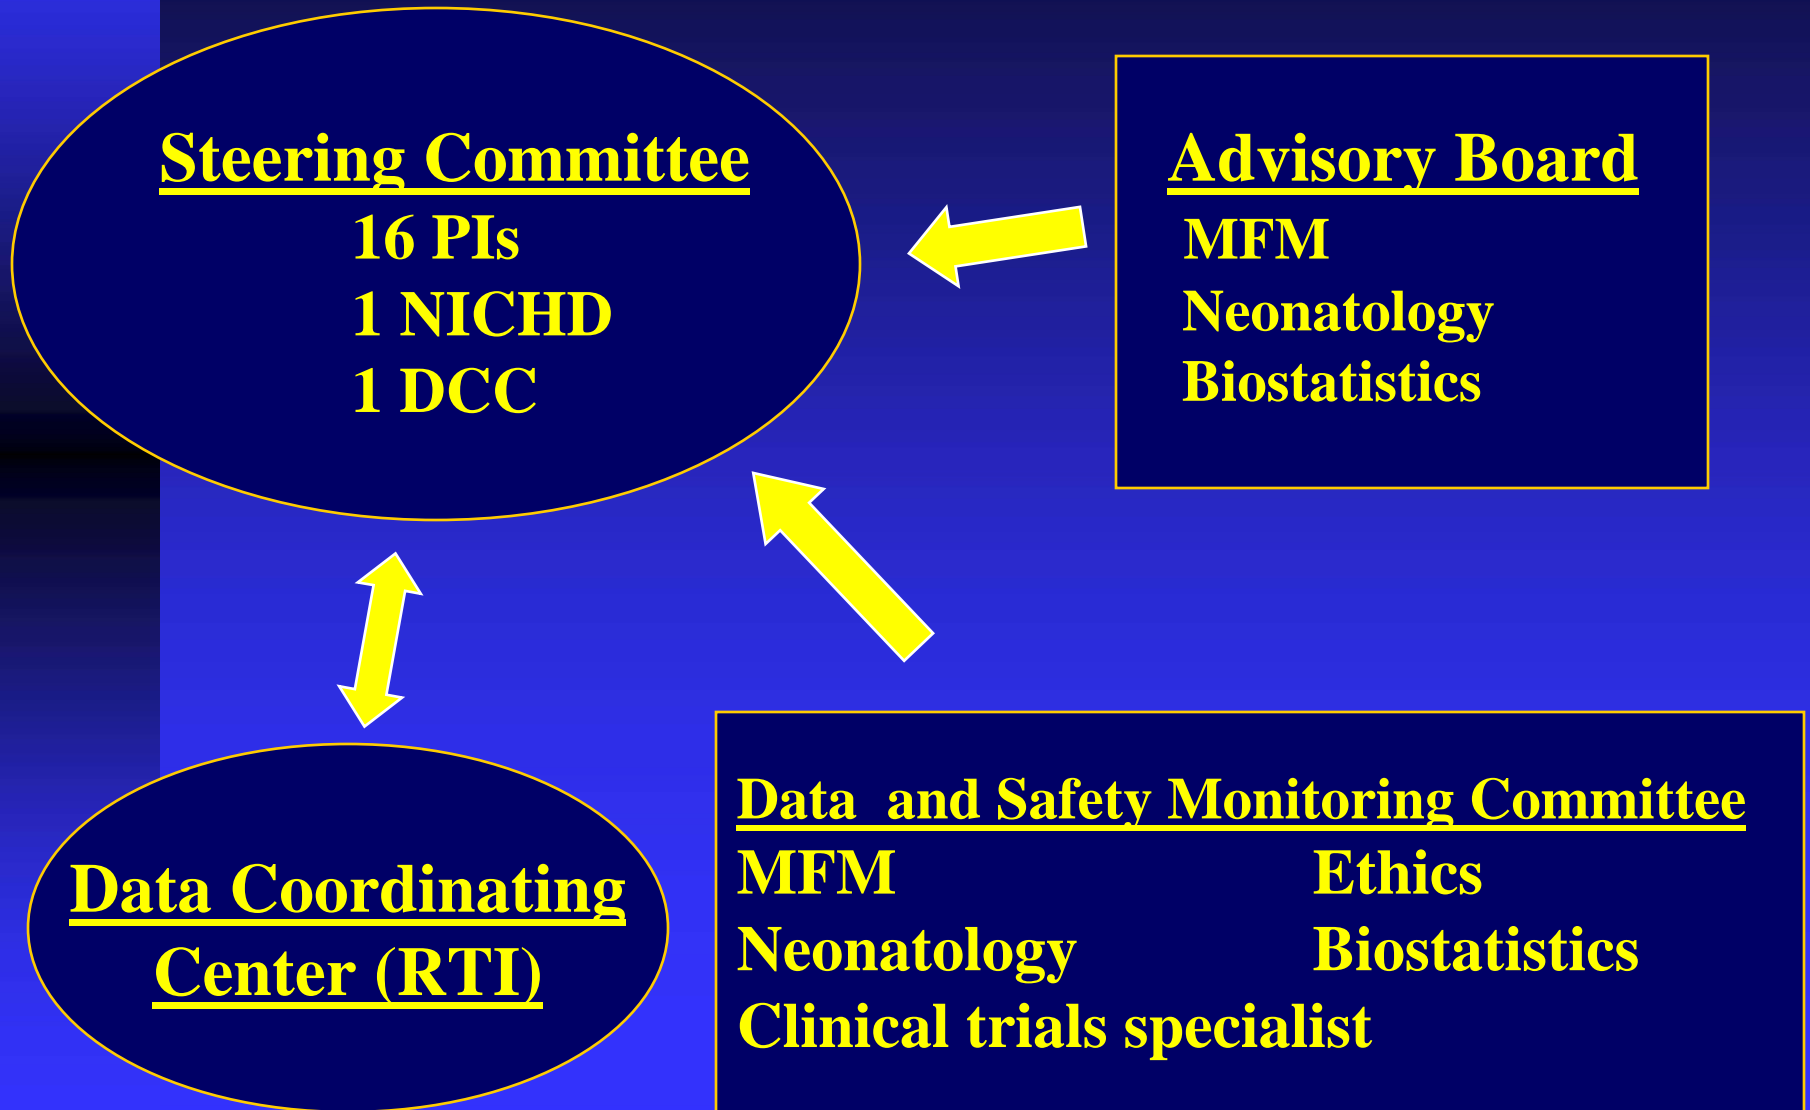 Steering Committee
16 PIs
1 NICHD
1 DCC
Advisory Board
MFM
Neonatology
Biostatistics
Data Coordinating
Center (RTI)
Data and Safety Monitoring Committee
MFM Ethics
Neonatology Biostatistics
Clinical trials specialist